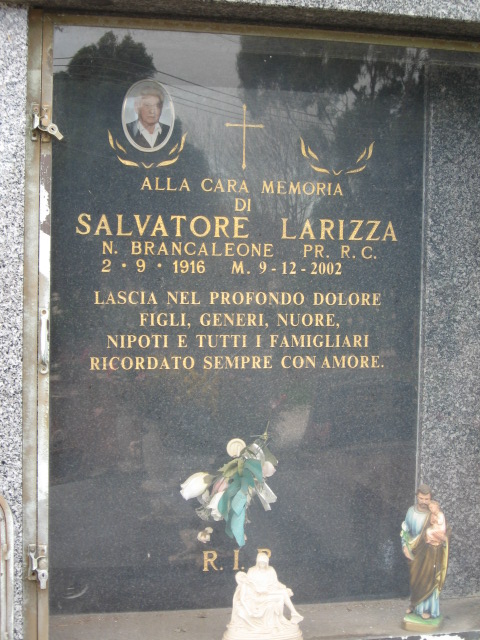 ALLA CARA MEMORIA
DI
SALVATORE LARIZZA
N. BRANCALEONE PR. R. C.
2 · 9 · 1916 M. 9-12-2002
LASCIA NEL PROFONDO DOLORE
FIGLI, GENERI, NUORE,
NIPOTI E TUTTI I FAMIGLIARI
RICORDATO SEMPRE CON AMORE.
R. I. P.